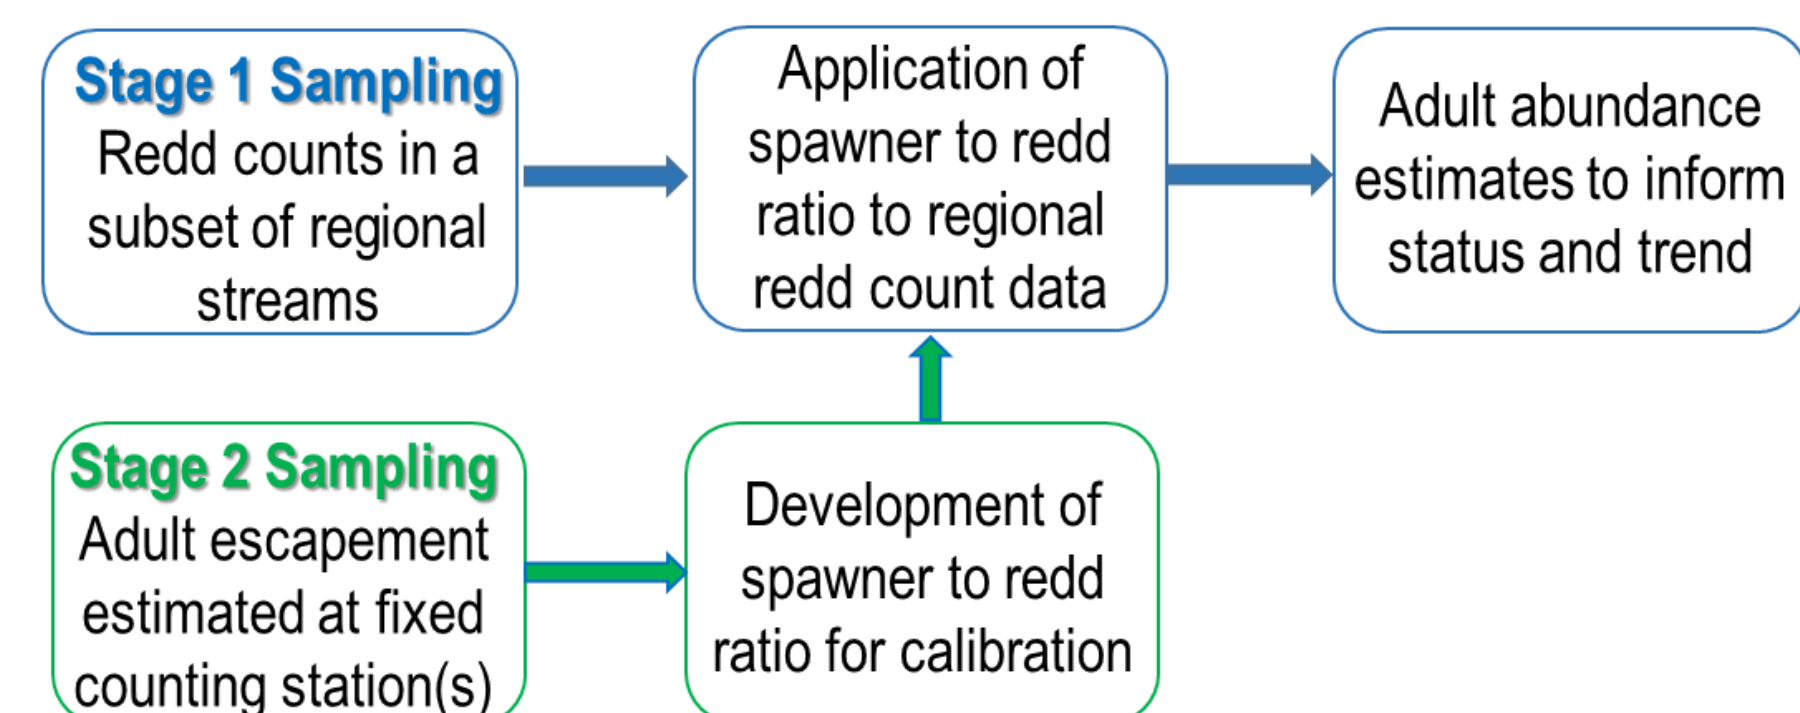 Stage 1 Sampling
Redd counts in a
subset of regional
streams
Application of
spawner to redd
ratio to regional
redd count data
Adult abundance
estimates to inform
status and trend
Stage 2 Sampling
Adult escapement
estimated at fixed
counting station(s)
Development of
spawner to redd
ratio for calibration